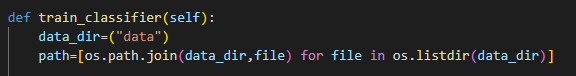 def train_classifier(self):
    data_dir=("data")
    path=[os.path.join(data_dir,file) for file in os.listdir(data_dir)]